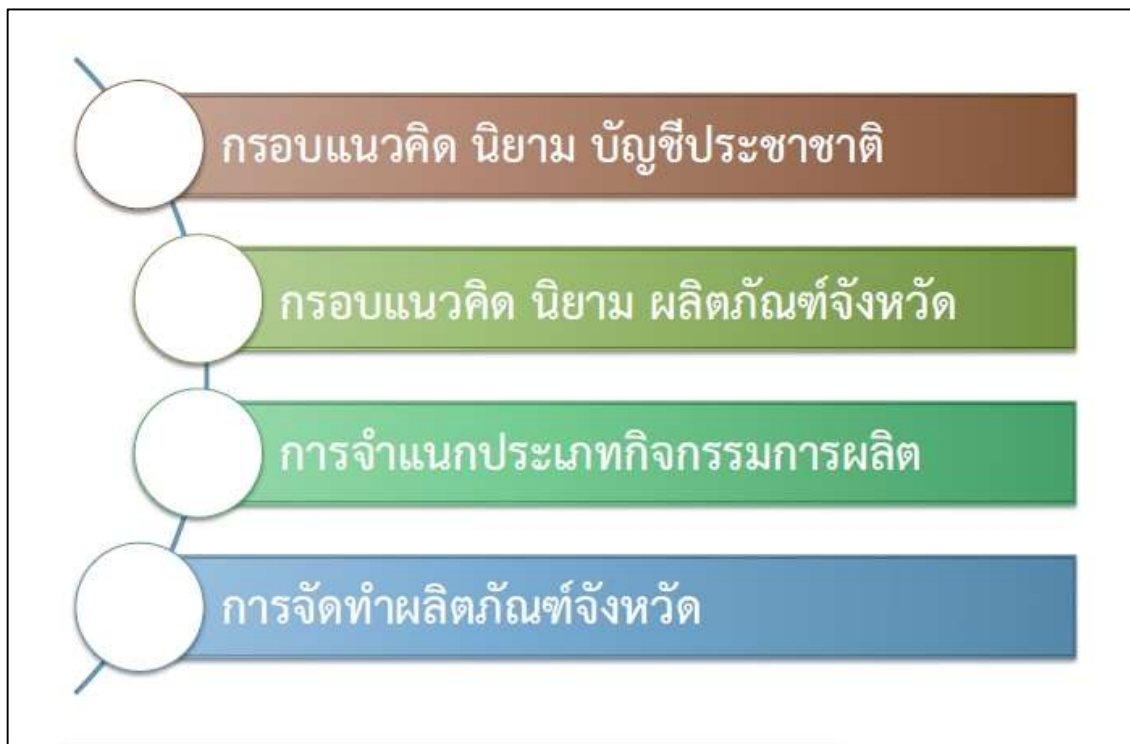 กรอบแนวคิด นิยาม บัญชีประชาชาติ
กรอบแนวคิด นิยาม ผลิตภัณฑ์จังหวัด
การจำแนกประเภทกิจกรรมการผลิต
การจัดทำผลิตภัณฑ์จังหวัด